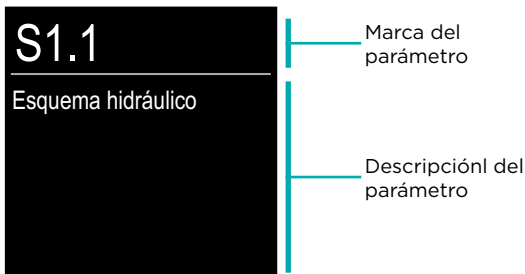 S1.1
Esquema hidráulico
Marca del
parámetro
Descripciónl del
parámetro